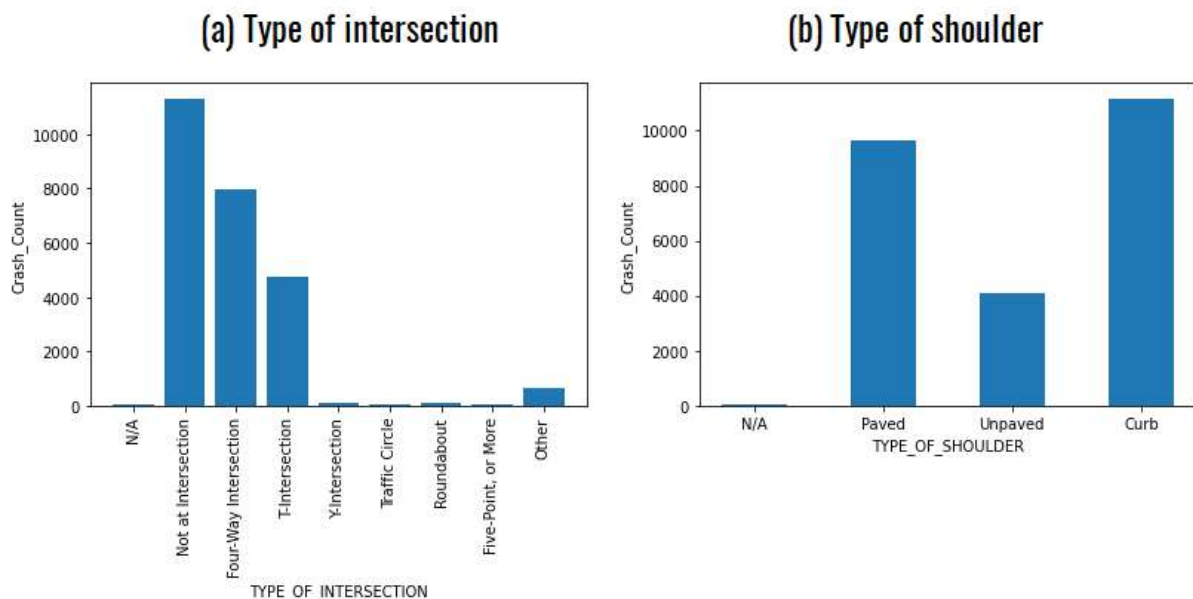 (a) Type of intersection
10000
8000
6000
4000
2000
0
Crash_Count
N/A
Not at Intersection
Four-Way Intersection
T-Intersection
Y-Intersection
Traffic Circle
Roundabout
Five-Point, or More
Other
TYPE_OF_INTERSECTION
(b) Type of shoulder
10000
8000
6000
4000
2000
0
Crash_Count
N/A
Paved
Unpaved
Curb
TYPE_OF_SHOULDER